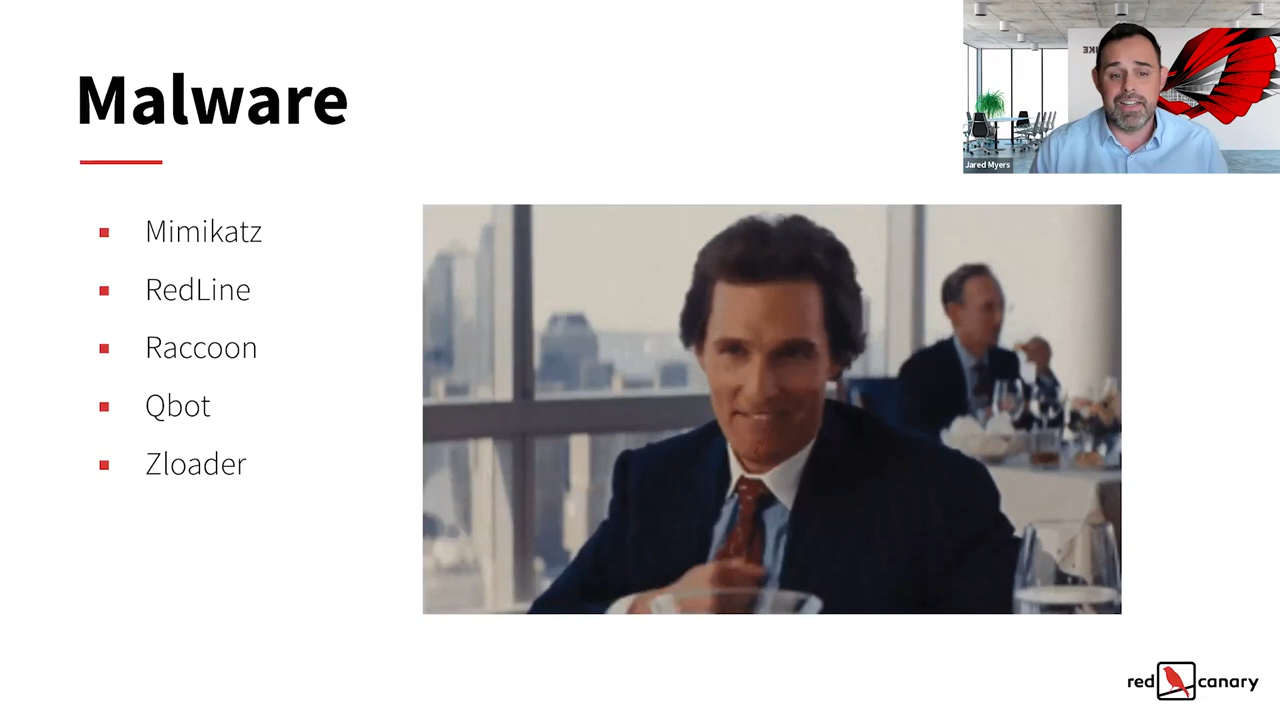 Malware
Mimikatz
RedLine
Raccoon
Qbot
Zloader
Jared Myers
red canary